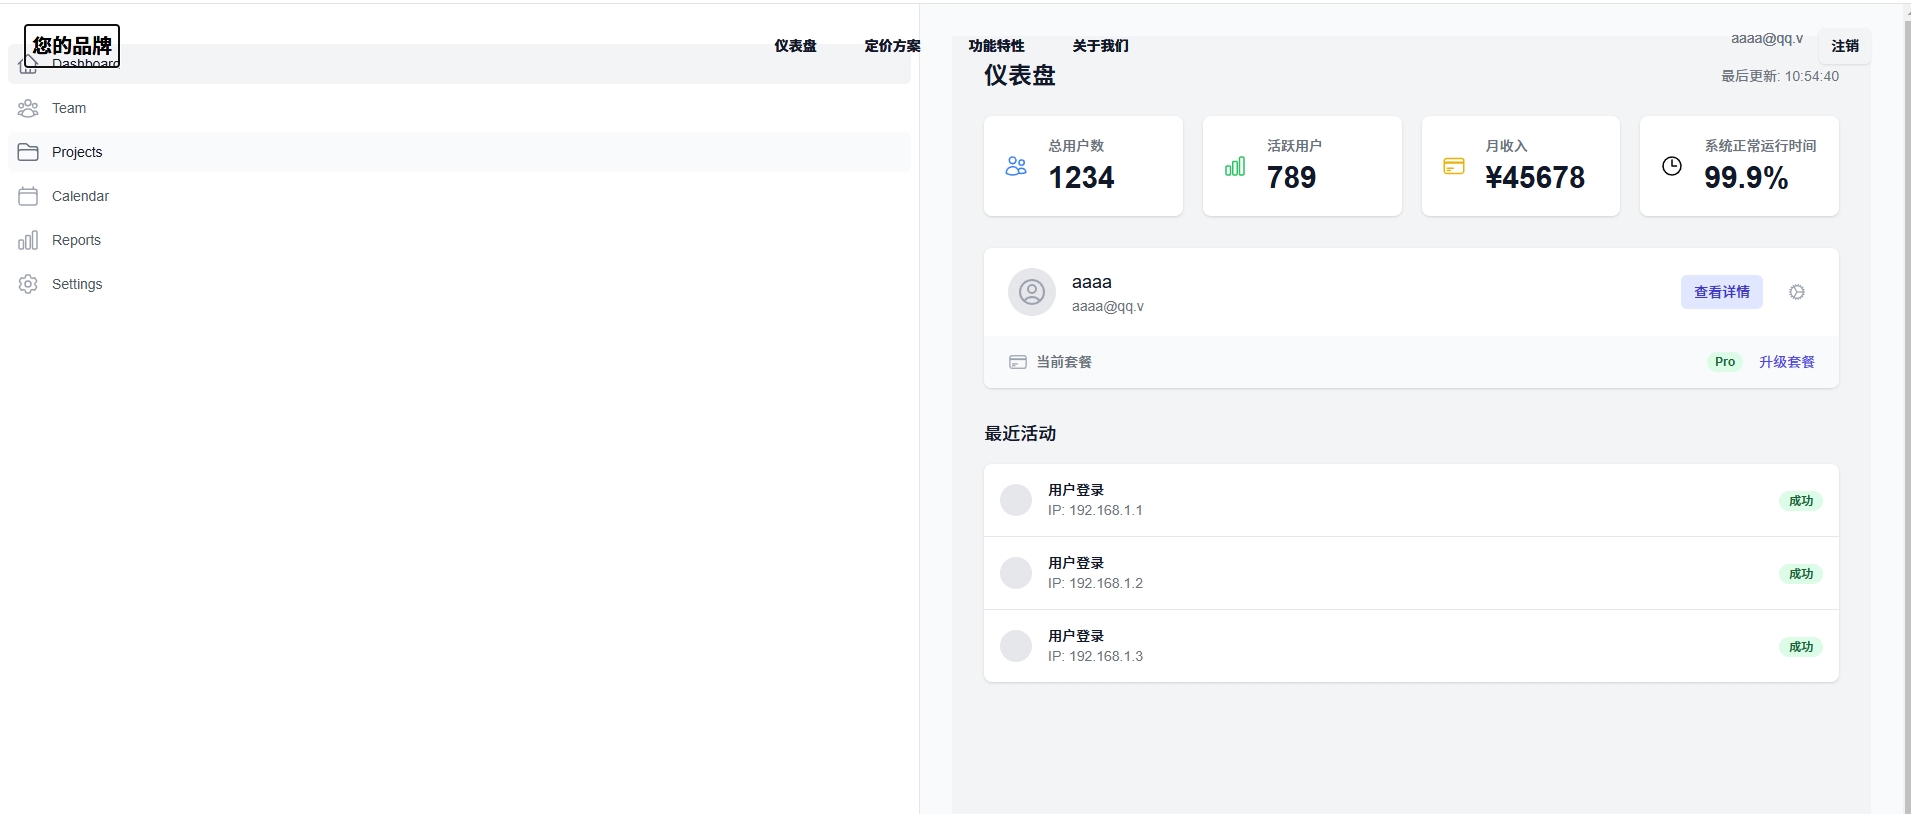 您的品牌
仪表盘 定价方案 功能特性 关于我们
aaaa@qq.v
注销
Dashboard
Team
Projects
Calendar
Reports
Settings
仪表盘
最后更新: 10:54:40
总用户数
1234
活跃用户
789
月收入
¥45678
系统正常运行时间
99.9%
aaaa
aaaa@qq.v
查看详情
当前套餐
Pro
升级套餐
最近活动
用户登录
IP: 192.168.1.1
成功
用户登录
IP: 192.168.1.2
成功
用户登录
IP: 192.168.1.3
成功